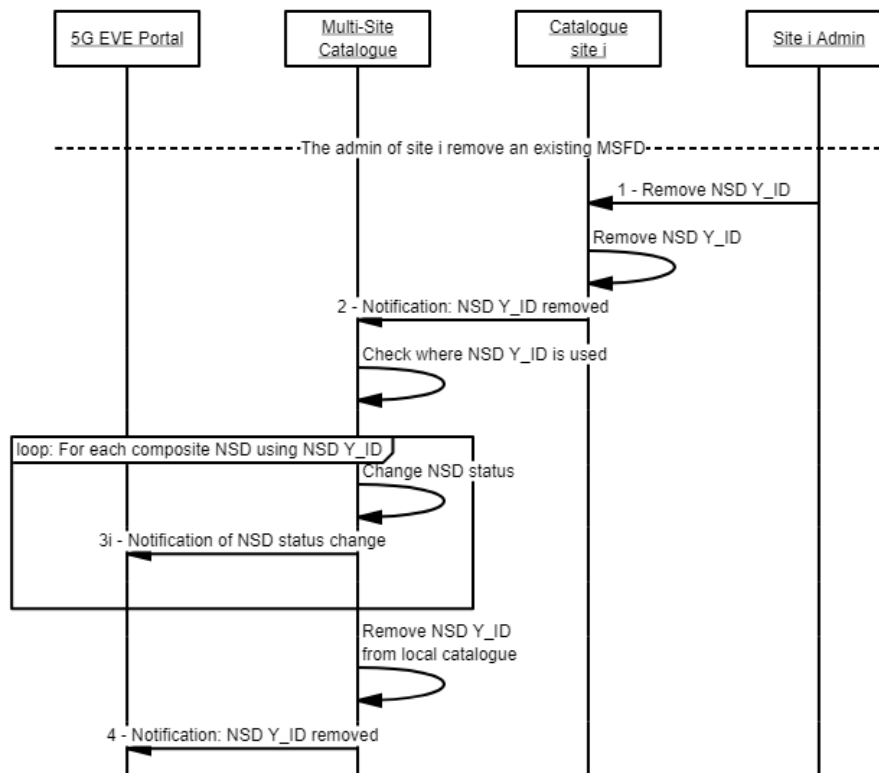 5G EVE Portal
Multi-Site
Catalogue
Catalogue
site i
Site i Admin
The admin of site i remove an existing MSFD
1 - Remove NSD Y_ID
Remove NSD Y_ID
2 - Notification: NSD Y_ID removed
Check where NSD Y_ID is used
loop: For each composite NSD using NSD Y_ID
Change NSD status
3i - Notification of NSD status change
Remove NSD Y_ID
from local catalogue
4 - Notification: NSD Y_ID removed